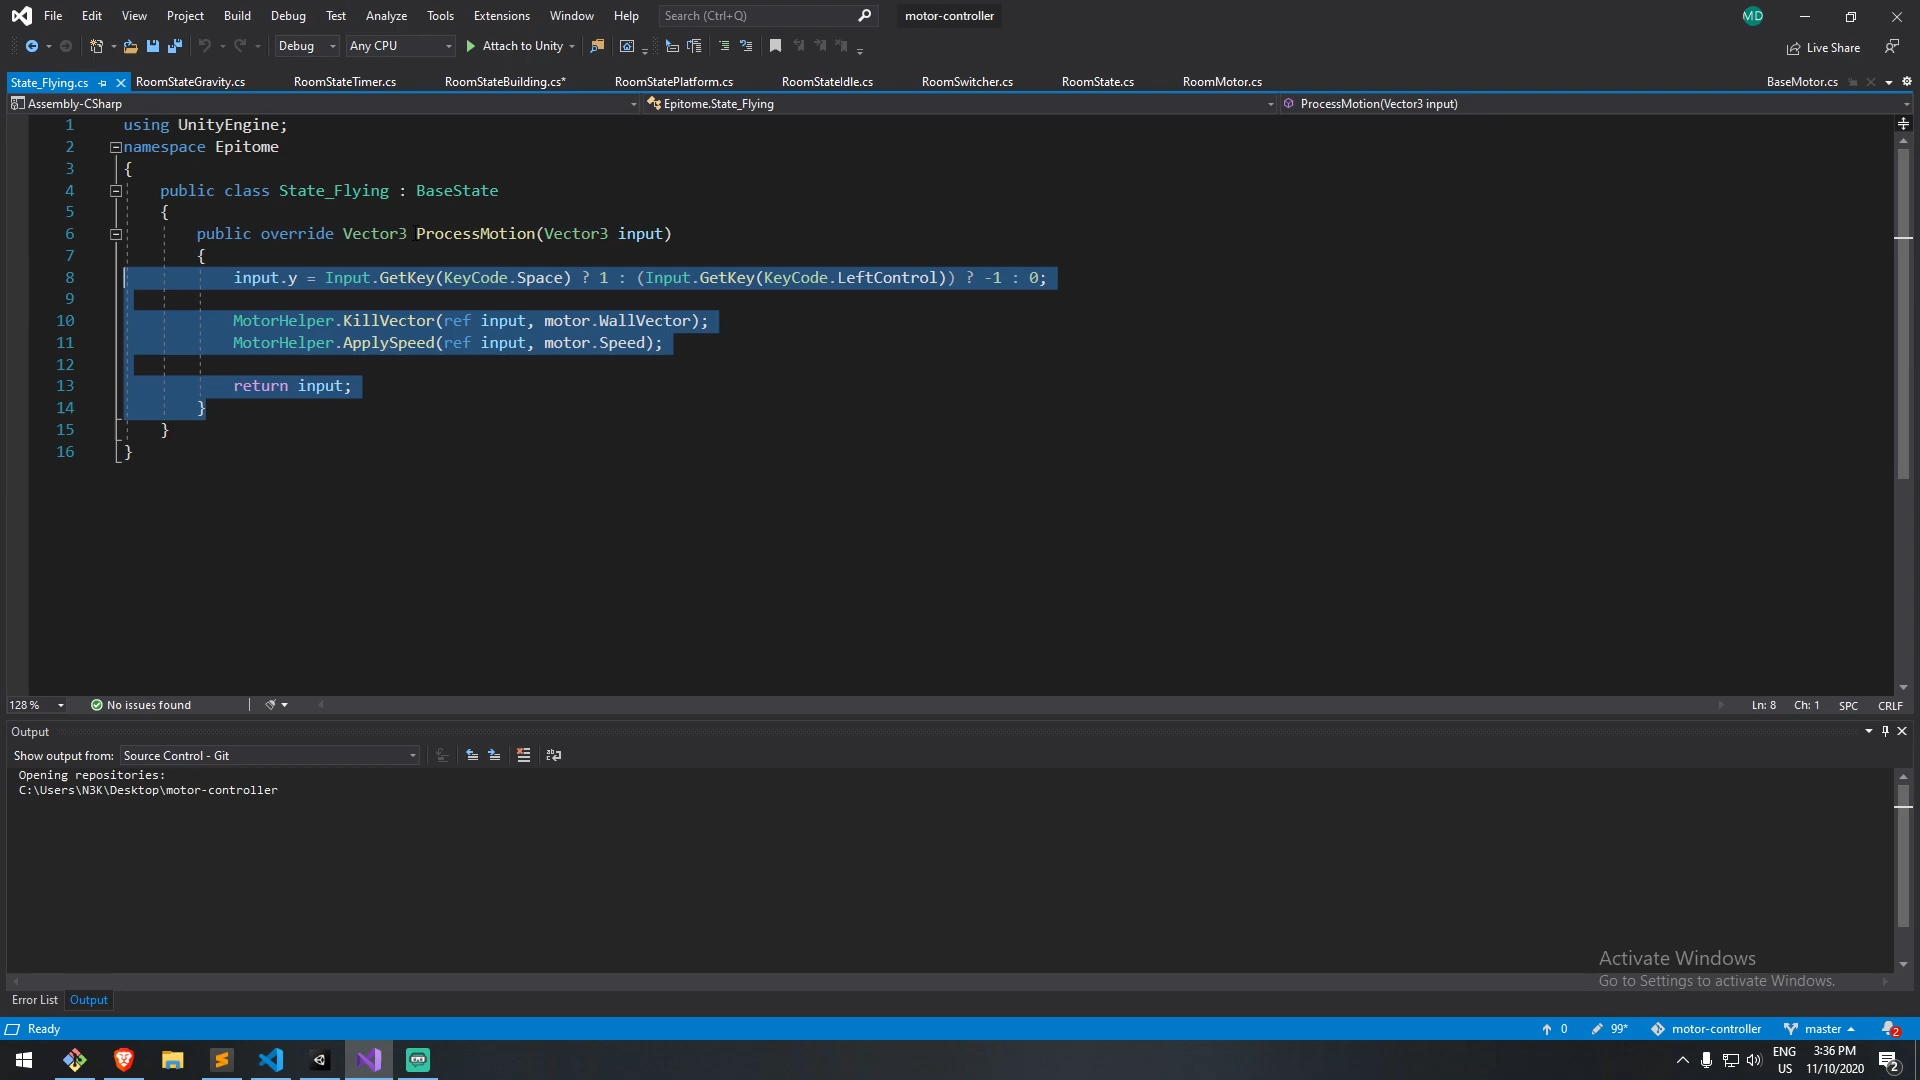 File Edit View Project Build Debug Test Analyze Tools Extensions Window Help Search (Ctrl+Q) motor-controller MD
Debug Any CPU Attach to Unity Live Share
State_Flying.cs RoomStateGravity.cs RoomStateTimer.cs RoomStateBuilding.cs* RoomStatePlatform.cs RoomStateIdle.cs RoomSwitcher.cs RoomState.cs RoomMotor.cs BaseMotor.cs
Assembly-CSharp Epitome.State_Flying ProcessMotion(Vector3 input)
1 using UnityEngine;
2 namespace Epitome
3 {
4 public class State_Flying : BaseState
5 {
6 public override Vector3 ProcessMotion(Vector3 input)
7 {
8 input.y = Input.GetKey(KeyCode.Space) ? 1 : (Input.GetKey(KeyCode.LeftControl)) ? -1 : 0;
9
10 MotorHelper.KillVector(ref input, motor.WallVector);
11 MotorHelper.ApplySpeed(ref input, motor.Speed);
12
13 return input;
14 }
15 }
16 }
128 % No issues found Ln: 8 Ch: 1 SPC CRLF
Output
Show output from: Source Control - Git
Opening repositories:
C:\Users\N3K\Desktop\motor-controller
Activate Windows
Go to Settings to activate Windows.
Error List Output
Ready 0 99* motor-controller master 2
ENG 3:36 PM
US 11/10/2020 2